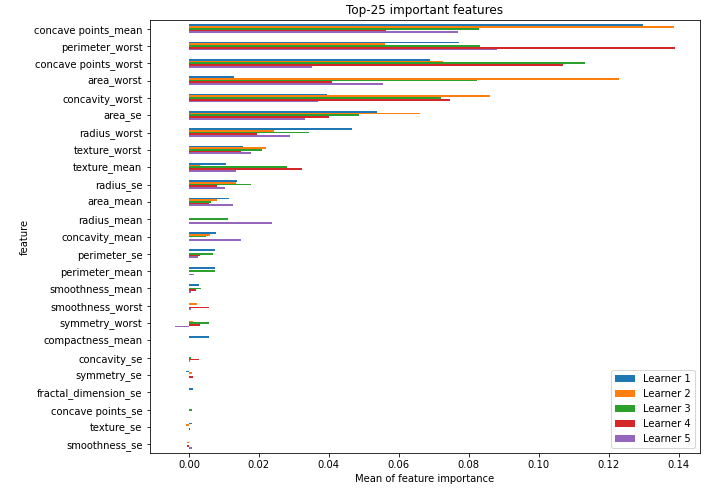 Top-25 important features
concave points_mean
perimeter_worst
concave points_worst
area_worst
concavity_worst
area_se
radius_worst
texture_worst
texture_mean
radius_se
area_mean
radius_mean
concavity_mean
perimeter_se
perimeter_mean
smoothness_mean
smoothness_worst
symmetry_worst
compactness_mean
concavity_se
symmetry_se
fractal_dimension_se
concave points_se
texture_se
smoothness_se
feature
Learner 1
Learner 2
Learner 3
Learner 4
Learner 5
0.00 0.02 0.04 0.06 0.08 0.10 0.12 0.14
Mean of feature importance